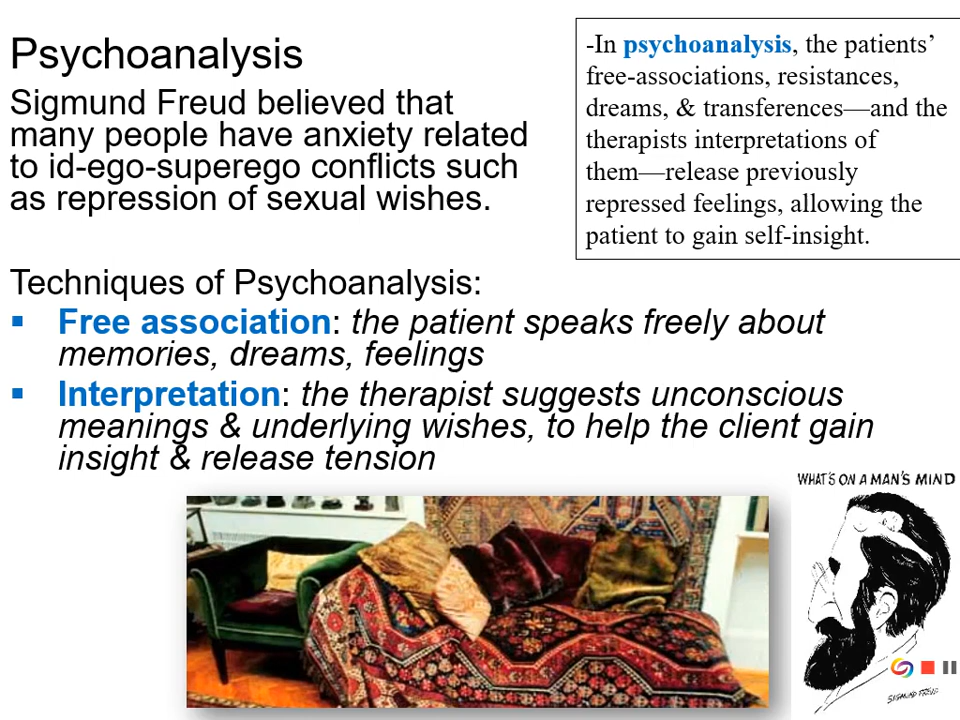 Psychoanalysis
Sigmund Freud believed that
many people have anxiety related
to id-ego-superego conflicts such
as repression of sexual wishes.
-In psychoanalysis, the patients’
free-associations, resistances,
dreams, & transferences—and the
therapists interpretations of
them—release previously
repressed feelings, allowing the
patient to gain self-insight.
Techniques of Psychoanalysis:
▪ Free association: the patient speaks freely about
memories, dreams, feelings
▪ Interpretation: the therapist suggests unconscious
meanings & underlying wishes, to help the client gain
insight & release tension
WHAT'S ON A MAN'S MIND
SIGMUND FREUD